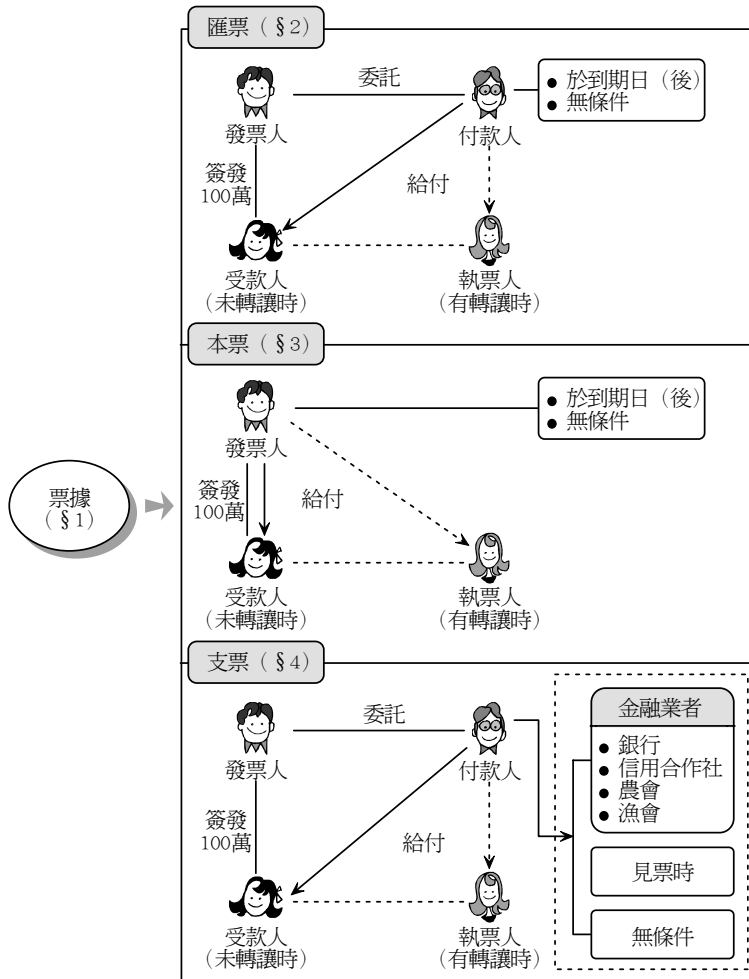 匯票（§2）
委託
● 於到期日（後）
● 無條件
發票人
付款人
簽發
100萬
給付
受款人
（未轉讓時）
執票人
（有轉讓時）
本票（§3）
● 於到期日（後）
● 無條件
發票人
票據
（§1）
簽發
100萬
給付
受款人
（未轉讓時）
執票人
（有轉讓時）
支票（§4）
委託
發票人
付款人
金融業者
● 銀行
● 信用合作社
● 農會
● 漁會
簽發
100萬
給付
見票時
受款人
（未轉讓時）
執票人
（有轉讓時）
無條件